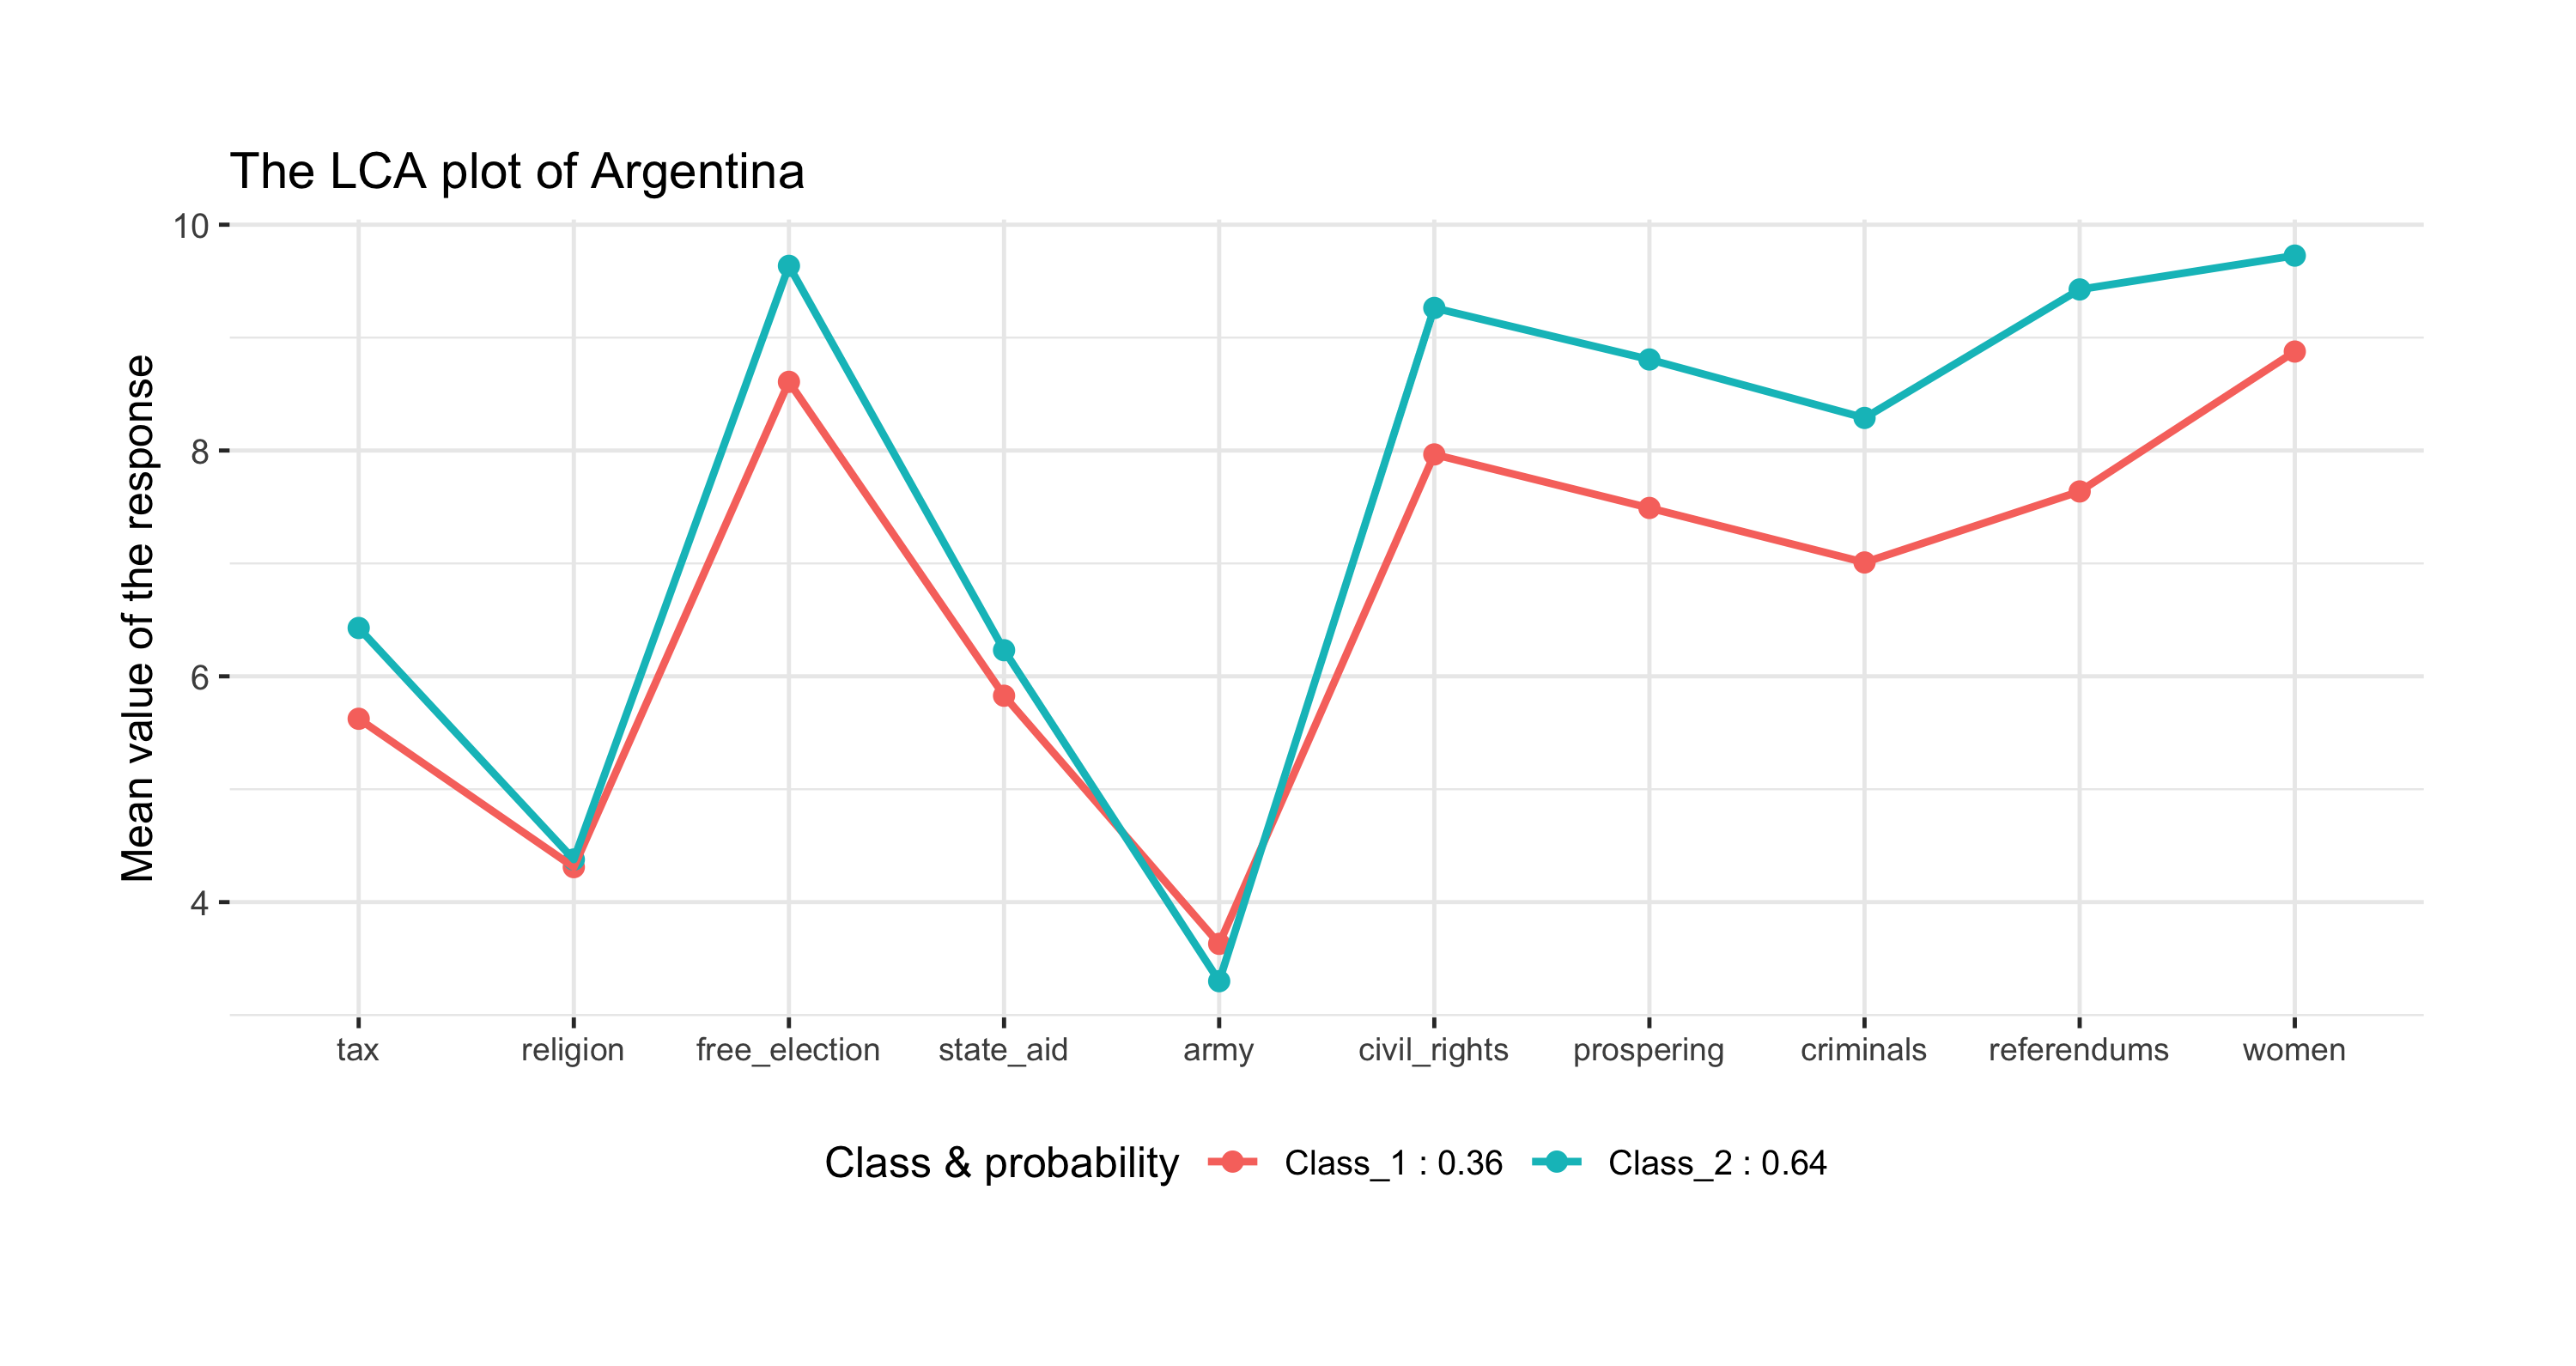 The LCA plot of Argentina
Mean value of the response
10
8
6
4
tax religion free_election state_aid army civil_rights prospering criminals referendums women
Class & probability Class_1 : 0.36 Class_2 : 0.64